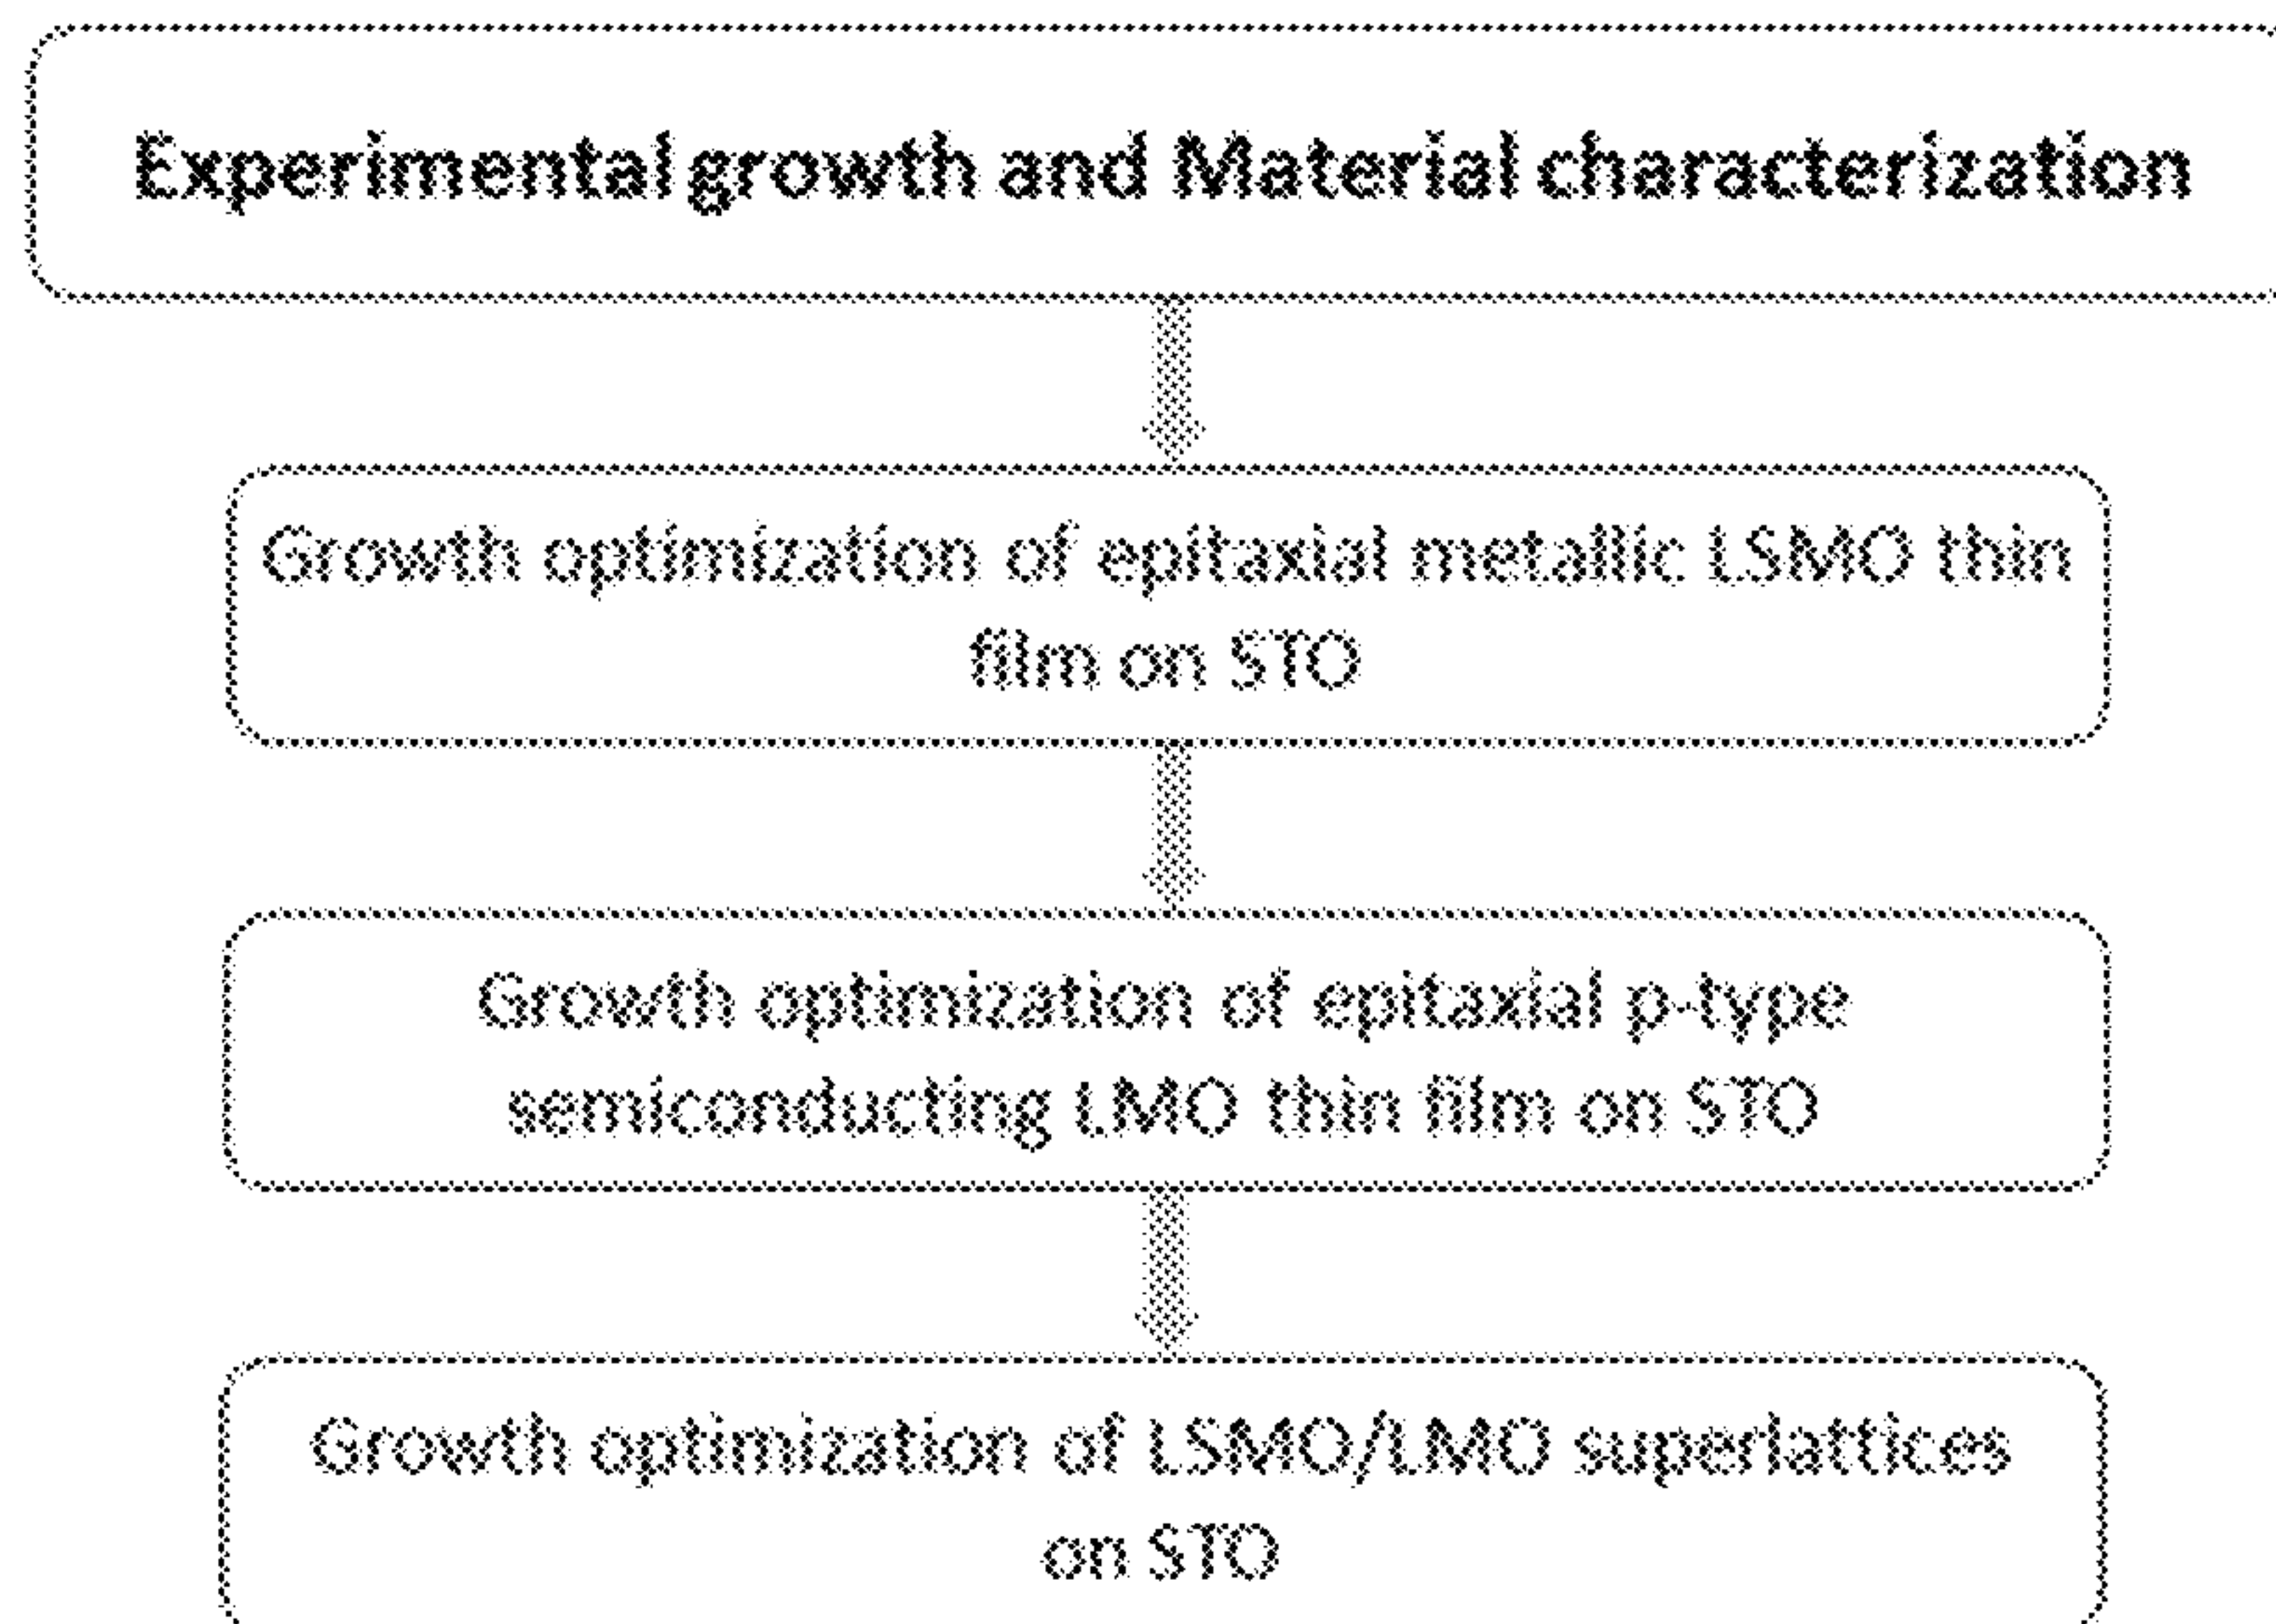 Experimental growth and Material characterization
Growth optimization of epitaxial metallic LSMO thin
film on STO
Growth optimization of epitaxial p-type
semiconducting LMO thin film on STO
Growth optimization of LSMO/LMO superlattices
on STO